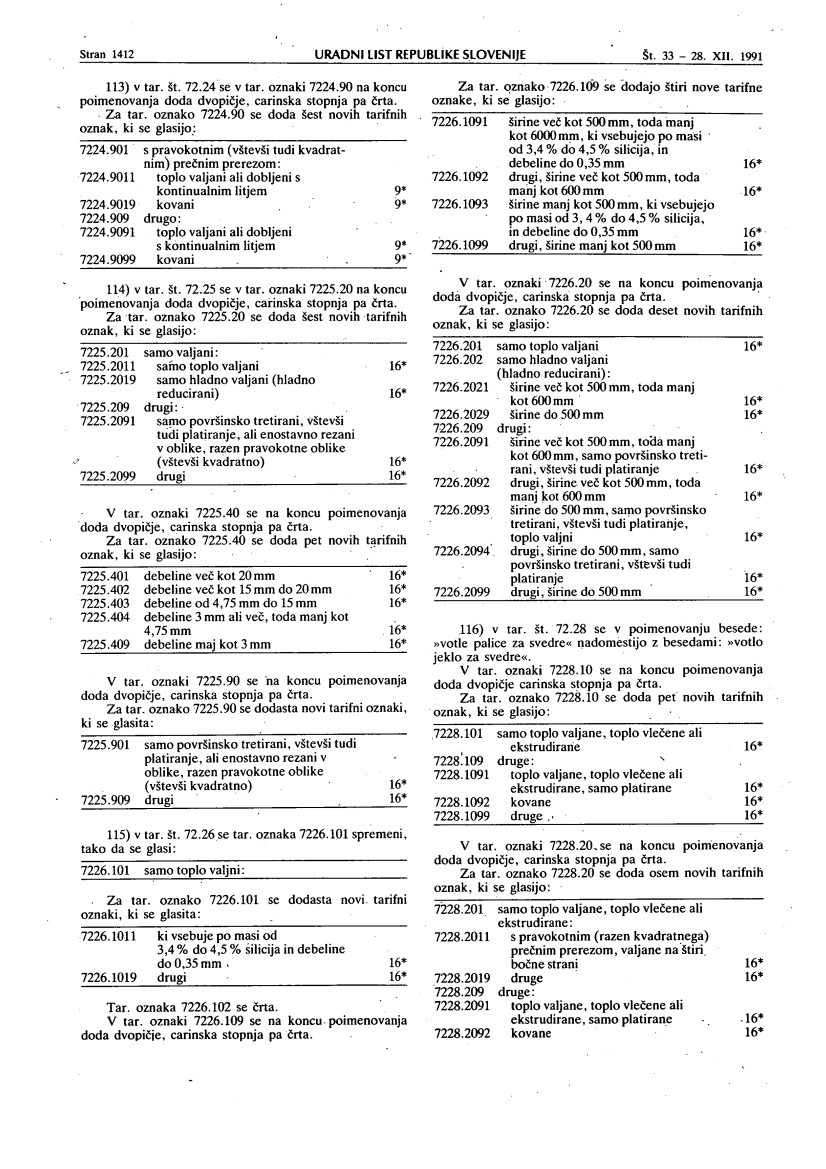 Stran 1412 URADNI LIST REPUBLIKE SLOVENIJE Št. 33 – 28. XII. 1991
113) v tar. št. 72.24 se v tar. oznaki 7224.90 na koncu
poimenovanja doda dvopičje, carinska stopnja pa črta.
Za tar. oznako 7224.90 se doda šest novih tarifnih
oznak, ki se glasijo:
7224.901 s pravokotnim (vštevši tudi kvadrat-
nim) prečnim prerezom:
7224.9011 toplo valjani ali dobljeni s
kontinualnim litjem 9*
7224.9019 kovani 9*
7224.909 drugo:
7224.9091 toplo valjani ali dobljeni
s kontinualnim litjem 9*
7224.9099 kovani 9*
114) v tar. št. 72.25 se v tar. oznaki 7225.20 na koncu
poimenovanja doda dvopičje, carinska stopnja pa črta.
Za tar. oznako 7225.20 se doda šest novih tarifnih
oznak, ki se glasijo:
7225.201 samo valjani:
7225.2011 samo toplo valjani 16*
7225.2019 samo hladno valjani (hladno
reducirani) 16*
7225.209 drugi:
7225.2091 samo površinsko tretirani, vštevši
tudi platiranje, ali enostavno rezani
v oblike, razen pravokotne oblike
(vštevši kvadratno) 16*
7225.2099 drugi 16*
V tar. oznaki 7225.40 se na koncu poimenovanja
doda dvopičje, carinska stopnja pa črta.
Za tar. oznako 7225.40 se doda pet novih tarifnih
oznak, ki se glasijo:
7225.401 debeline več kot 20 mm 16*
7225.402 debeline več kot 15 mm do 20 mm 16*
7225.403 debeline od 4,75 mm do 15 mm 16*
7225.404 debeline 3 mm ali več, toda manj kot
4,75 mm 16*
7225.409 debeline maj kot 3 mm 16*
V tar. oznaki 7225.90 se na koncu poimenovanja
doda dvopičje, carinska stopnja pa črta.
Za tar. oznako 7225.90 se dodasta novi tarifni oznaki,
ki se glasita:
7225.901 samo površinsko tretirani, vštevši tudi
platiranje, ali enostavno rezani v
oblike, razen pravokotne oblike
(vštevši kvadratno) 16*
7225.909 drugi 16*
115) v tar. št. 72.26 se tar. oznaka 7226.101 spremeni,
tako da se glasi:
7226.101 samo toplo valjni:
Za tar. oznako 7226.101 se dodasta novi tarifni
oznaki, ki se glasita:
7226.1011 ki vsebuje po masi od
3,4 % do 4,5 % silicija in debeline
do 0,35 mm 16*
7226.1019 drugi 16*
Tar. oznaka 7226.102 se črta.
V tar. oznaki 7226.109 se na koncu poimenovanja
doda dvopičje, carinska stopnja pa črta.
Za tar. oznako 7226.109 se dodajo štiri nove tarifne
oznake, ki se glasijo:
7226.1091 širine več kot 500 mm, toda manj
kot 6000 mm, ki vsebujejo po masi
od 3,4 % do 4,5 % silicija, in
debeline do 0,35 mm 16*
7226.1092 drugi, širine več kot 500 mm, toda
manj kot 600 mm 16*
7226.1093 širine manj kot 500 mm, ki vsebujejo
po masi od 3, 4 % do 4,5 % silicija,
in debeline do 0,35 mm 16*
7226.1099 drugi, širine manj kot 500 mm 16*
V tar. oznaki 7226.20 se na koncu poimenovanja
doda dvopičje, carinska stopnja pa črta.
Za tar. oznako 7226.20 se doda deset novih tarifnih
oznak, ki se glasijo:
7226.201 samo toplo valjani 16*
7226.202 samo hladno valjani
(hladno reducirani):
7226.2021 širine več kot 500 mm, toda manj
kot 600 mm 16*
7226.2029 širine do 500 mm 16*
7226.209 drugi:
7226.2091 širine več kot 500 mm, toda manj
kot 600 mm, samo površinsko treti-
rani, vštevši tudi platiranje 16*
7226.2092 drugi, širine več kot 500 mm, toda
manj kot 600 mm 16*
7226.2093 širine do 500 mm, samo površinsko
tretirani, vštevši tudi platiranje,
toplo valjni 16*
7226.2094 drugi, širine do 500 mm, samo
površinsko tretirani, vštevši tudi
platiranje 16*
7226.2099 drugi, širine do 500 mm 16*
116) v tar. št. 72.28 se v poimenovanju besede:
»votle palice za svedre« nadomestijo z besedami: »votlo
jeklo za svedre«.
V tar. oznaki 7228.10 se na koncu poimenovanja
doda dvopičje carinska stopnja pa črta.
Za tar. oznako 7228.10 se doda pet novih tarifnih
oznak, ki se glasijo:
7228.101 samo toplo valjane, toplo vlečene ali
ekstrudirane 16*
7228.109 druge:
7228.1091 toplo valjane, toplo vlečene ali
ekstrudirane, samo platirane 16*
7228.1092 kovane 16*
7228.1099 druge 16*
V tar. oznaki 7228.20 se na koncu poimenovanja
doda dvopičje, carinska stopnja pa črta.
Za tar. oznako 7228.20 se doda osem novih tarifnih
oznak, ki se glasijo:
7228.201 samo toplo valjane, toplo vlečene ali
ekstrudirane:
7228.2011 s pravokotnim (razen kvadratnega)
prečnim prerezom, valjane na štiri
bočne strani 16*
7228.2019 druge 16*
7228.209 druge:
7228.2091 toplo valjane, toplo vlečene ali
ekstrudirane, samo platirane 16*
7228.2092 kovane 16*